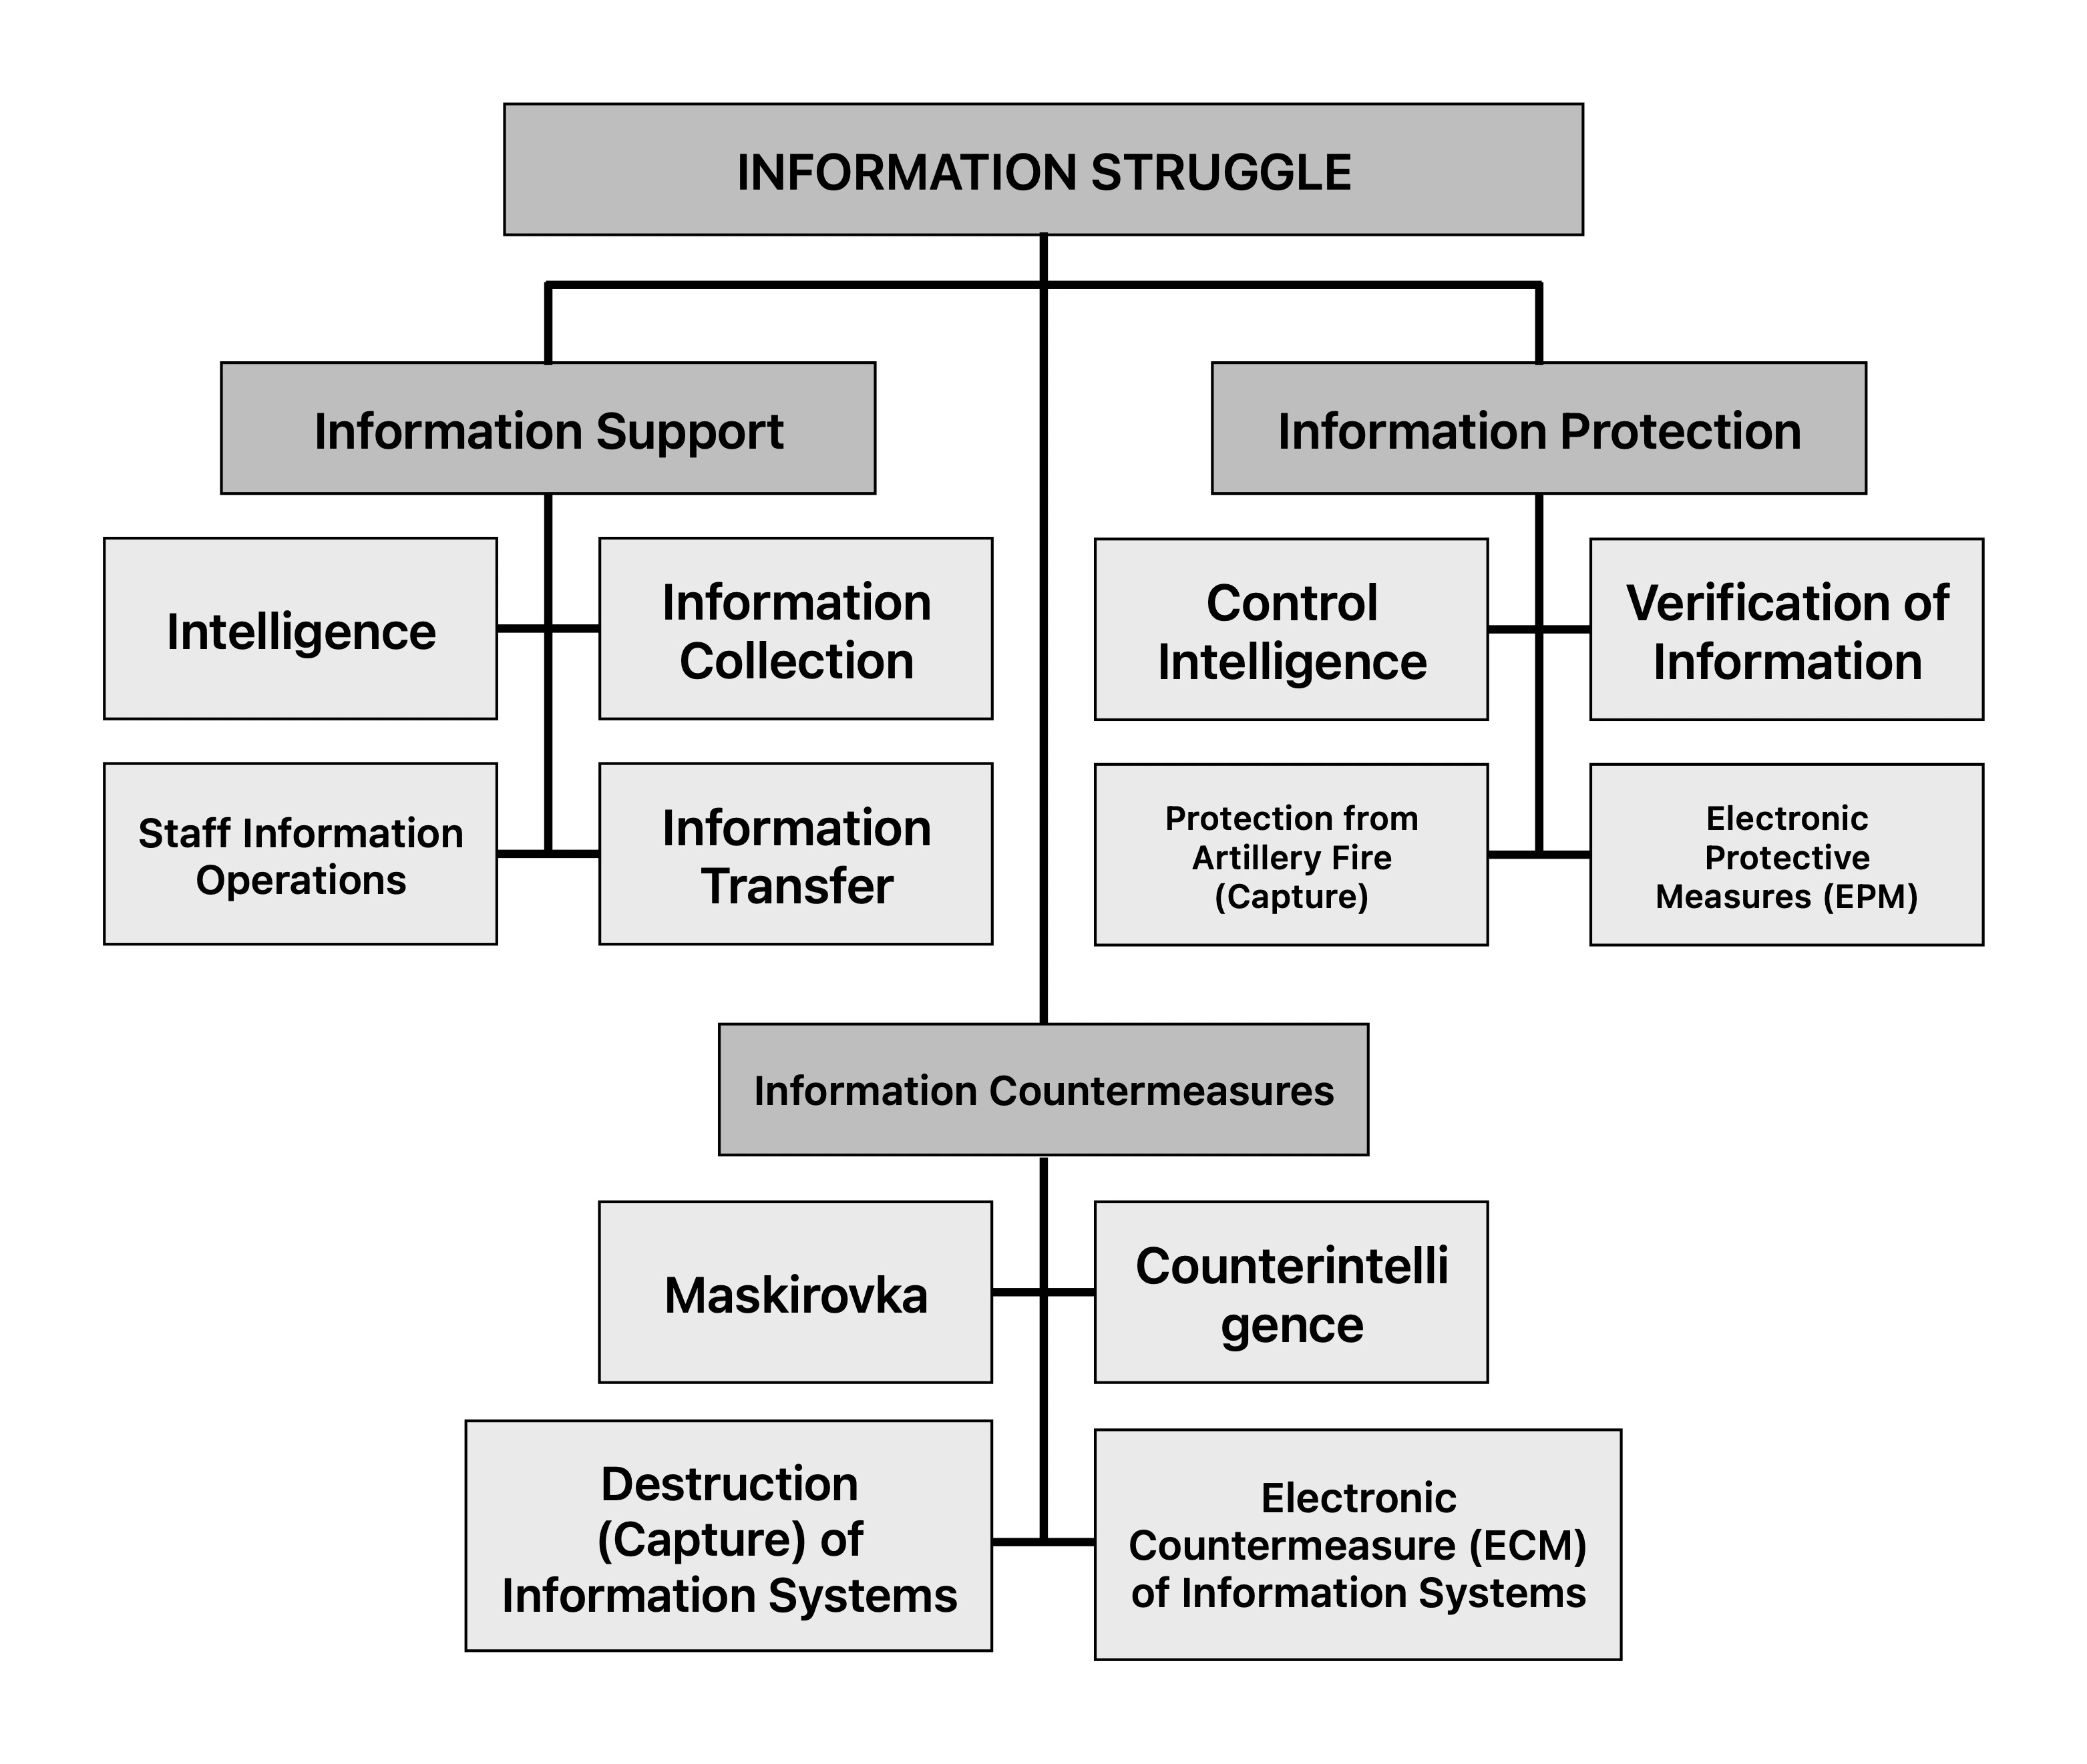 INFORMATION STRUGGLE
Information Support
Information Protection
Intelligence
Information
Collection
Control
Intelligence
Verification of
Information
Staff Information
Operations
Information
Transfer
Protection from
Artillery Fire
(Capture)
Electronic
Protective
Measures (EPM)
Information Countermeasures
Maskirovka
Counterintelli
gence
Destruction
(Capture) of
Information Systems
Electronic
Countermeasure (ECM)
of Information Systems